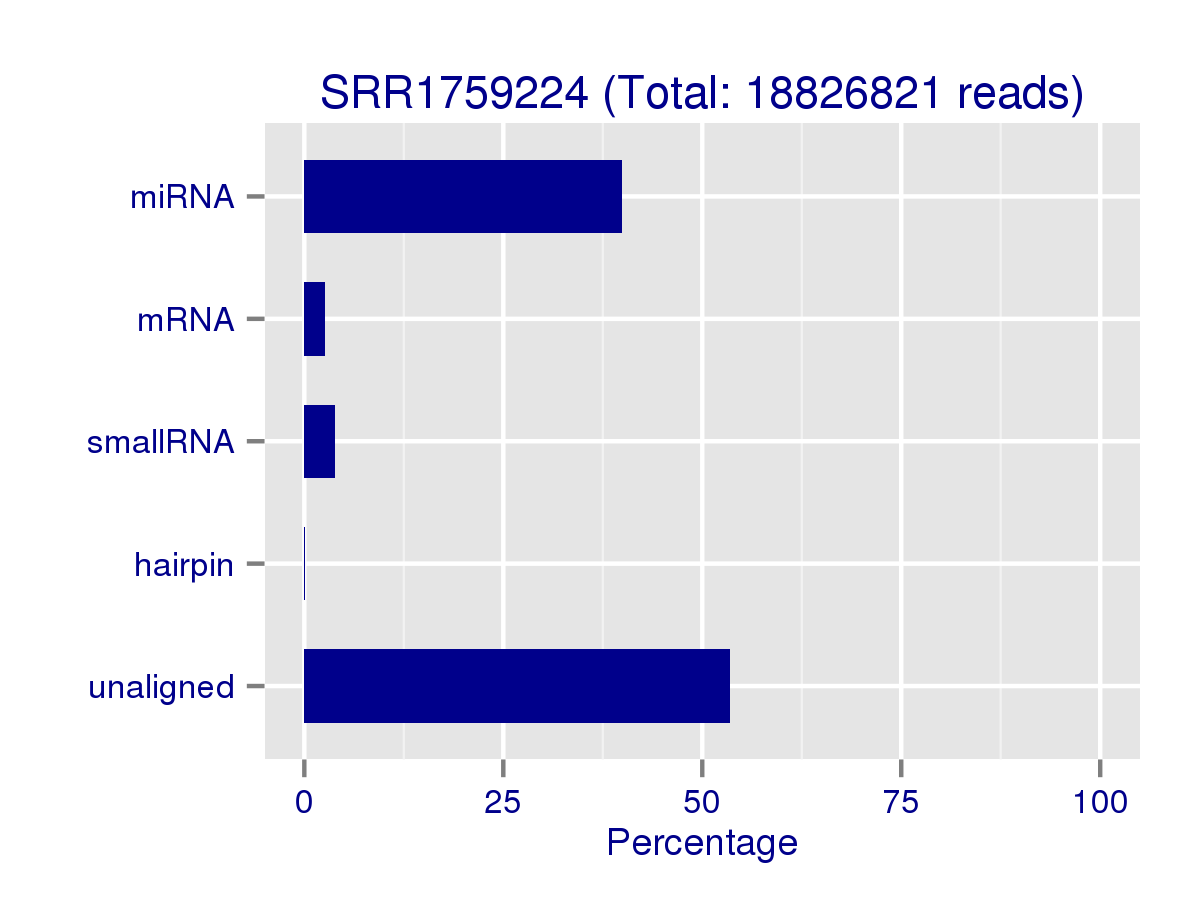 SRR1759224 (Total: 18826821 reads)
miRNA
mRNA
smallRNA
hairpin
unaligned
0 25 50 75 100
Percentage